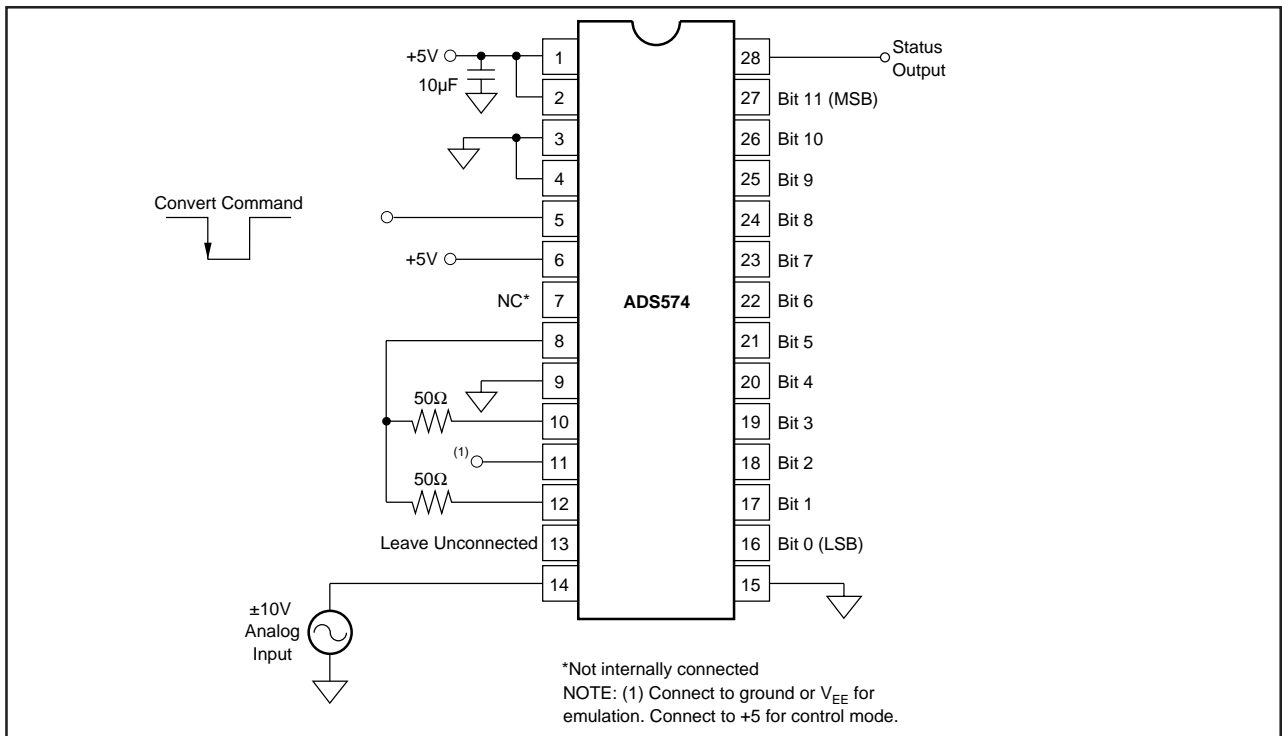 +5V
10µF
Convert Command
+5V
NC*
50Ω
(1)
50Ω
Leave Unconnected
±10V
Analog
Input
1
2
3
4
5
6
7
8
9
10
11
12
13
14
ADS574
28
27
26
25
24
23
22
21
20
19
18
17
16
15
Status
Output
Bit 11 (MSB)
Bit 10
Bit 9
Bit 8
Bit 7
Bit 6
Bit 5
Bit 4
Bit 3
Bit 2
Bit 1
Bit 0 (LSB)
*Not internally connected
NOTE: (1) Connect to ground or VEE for
emulation. Connect to +5 for control mode.